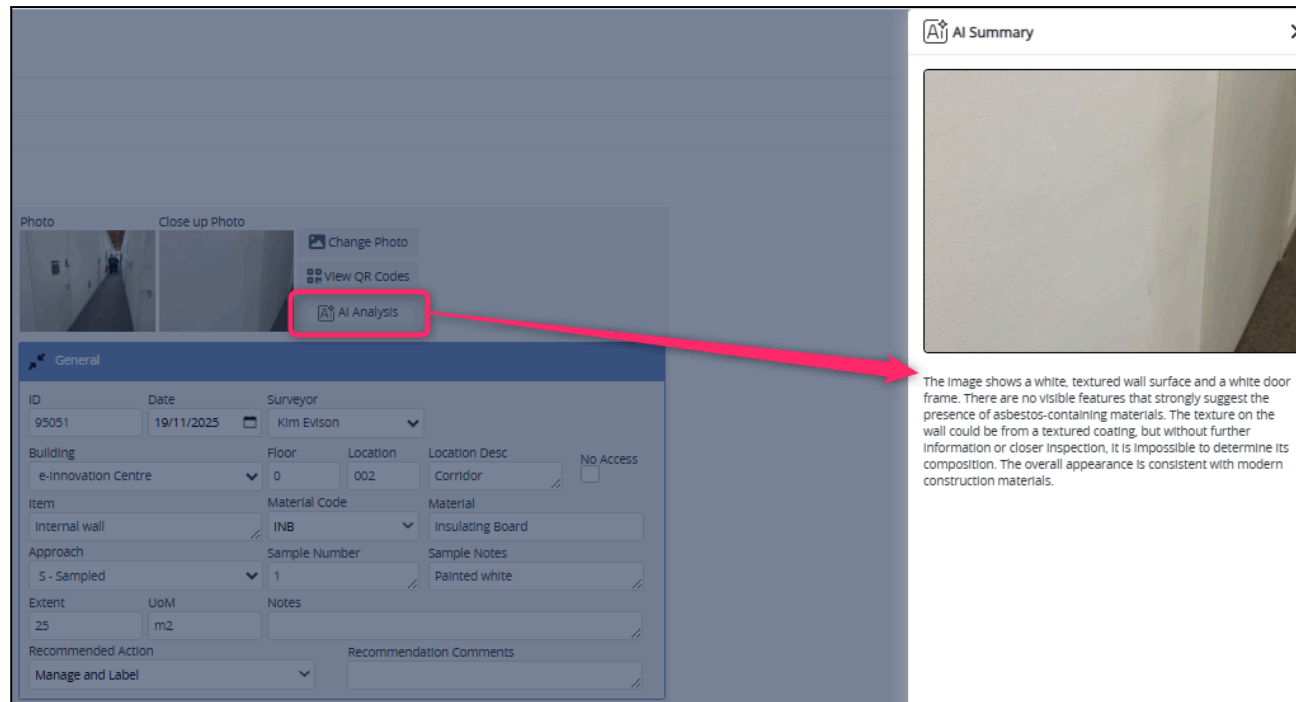 AI Summary
Photo Close up Photo
Change Photo
View QR Codes
AI Analysis
General
ID Date Surveyor
95051 19/11/2025 Kim Evison
Building Floor Location Location Desc No Access
e-Innovation Centre 0 002 Corridor
Item Material Code Material
Internal wall INB Insulating Board
Approach Sample Number Sample Notes
S - Sampled 1 Painted white
Extent UoM Notes
25 m2
Recommended Action Recommendation Comments
Manage and Label
The image shows a white, textured wall surface and a white door
frame. There are no visible features that strongly suggest the
presence of asbestos-containing materials. The texture on the
wall could be from a textured coating, but without further
information or closer inspection, it is impossible to determine its
composition. The overall appearance is consistent with modern
construction materials.